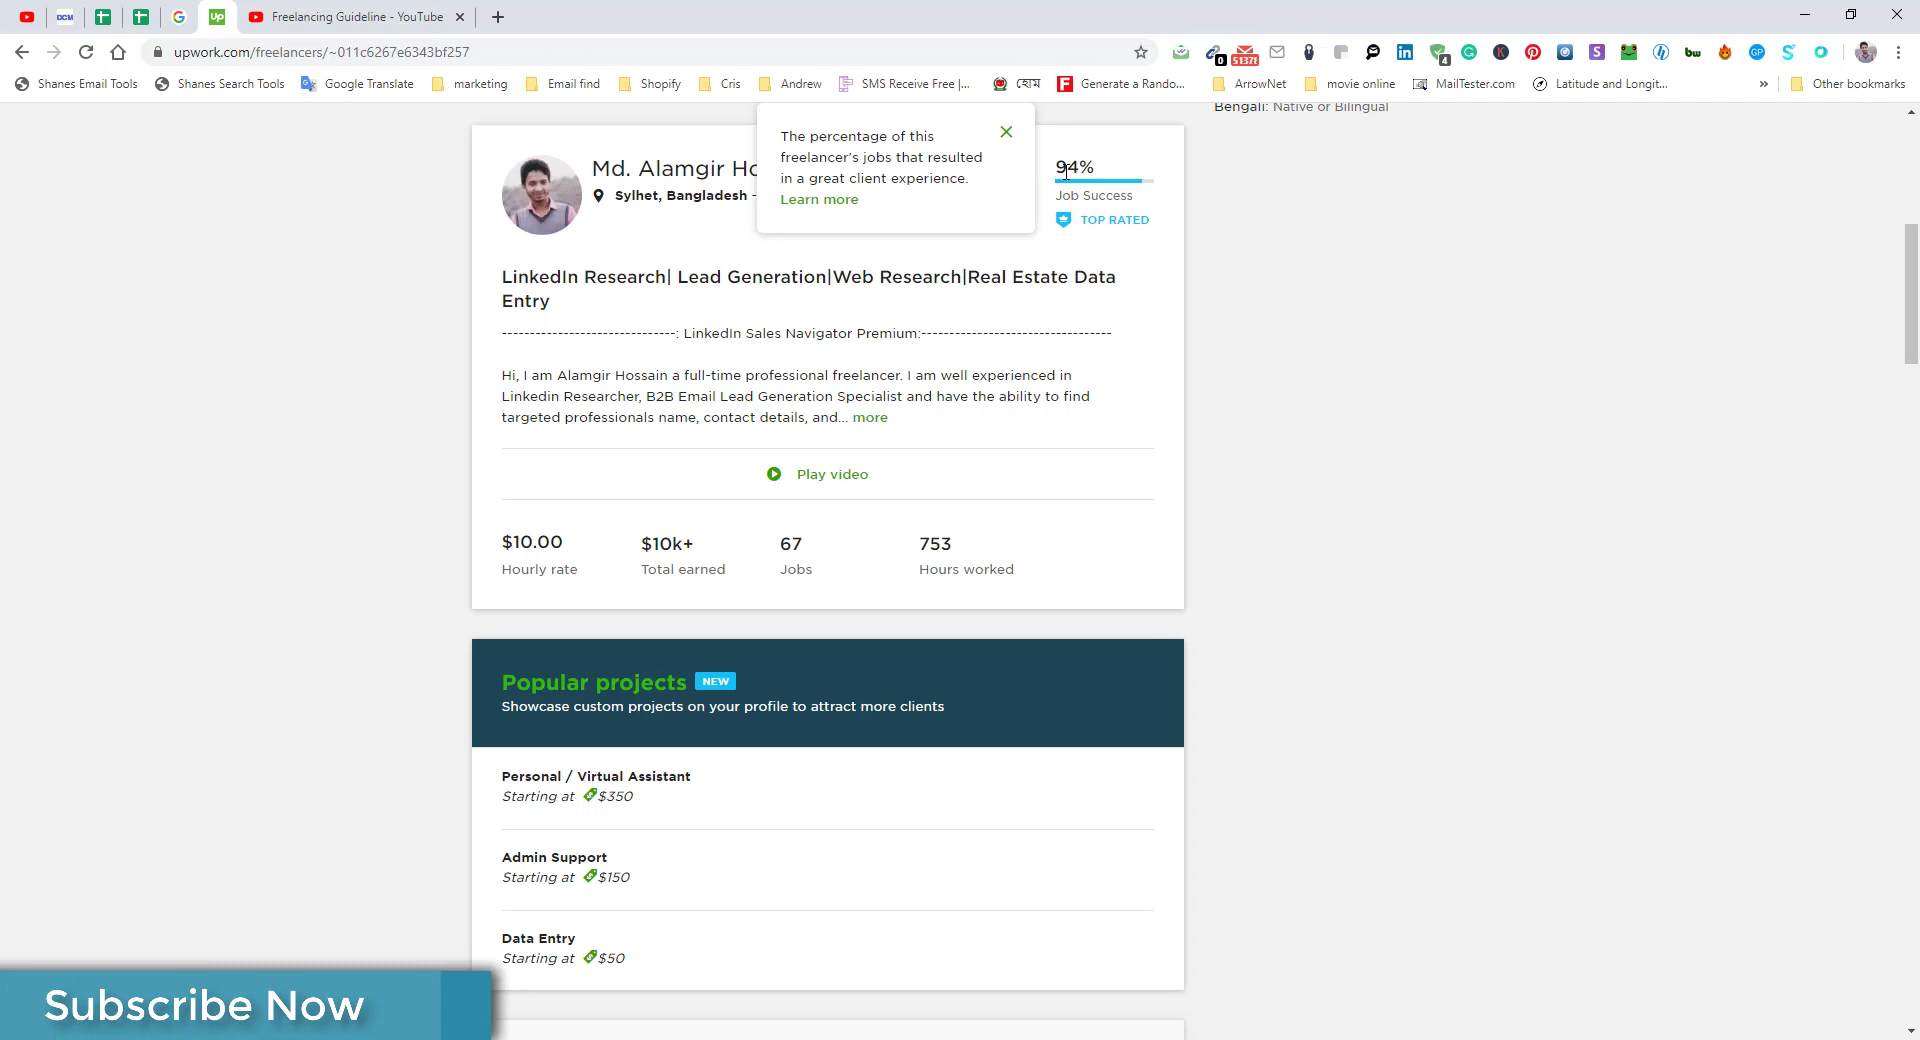 Freelancing Guideline - YouTube
upwork.com/freelancers/~011c6267e6343bf257
0
5137
4
Shanes Email Tools
Shanes Search Tools
Google Translate
marketing
Email find
Shopify
Cris
Andrew
SMS Receive Free |...
হোম
Generate a Rando...
ArrowNet
movie online
MailTester.com
Latitude and Longit...
»
Other bookmarks
Bengali: Native or Bilingual
Md. Alamgir Ho
Sylhet, Bangladesh -
The percentage of this
freelancer's jobs that resulted
in a great client experience.
Learn more
94%
Job Success
TOP RATED
LinkedIn Research| Lead Generation|Web Research|Real Estate Data
Entry
-------------------------------: LinkedIn Sales Navigator Premium:----------------------------------
Hi, I am Alamgir Hossain a full-time professional freelancer. I am well experienced in
Linkedin Researcher, B2B Email Lead Generation Specialist and have the ability to find
targeted professionals name, contact details, and... more
Play video
$10.00
Hourly rate
$10k+
Total earned
67
Jobs
753
Hours worked
Popular projects NEW
Showcase custom projects on your profile to attract more clients
Personal / Virtual Assistant
Starting at $350
Admin Support
Starting at $150
Data Entry
Starting at $50
Subscribe Now